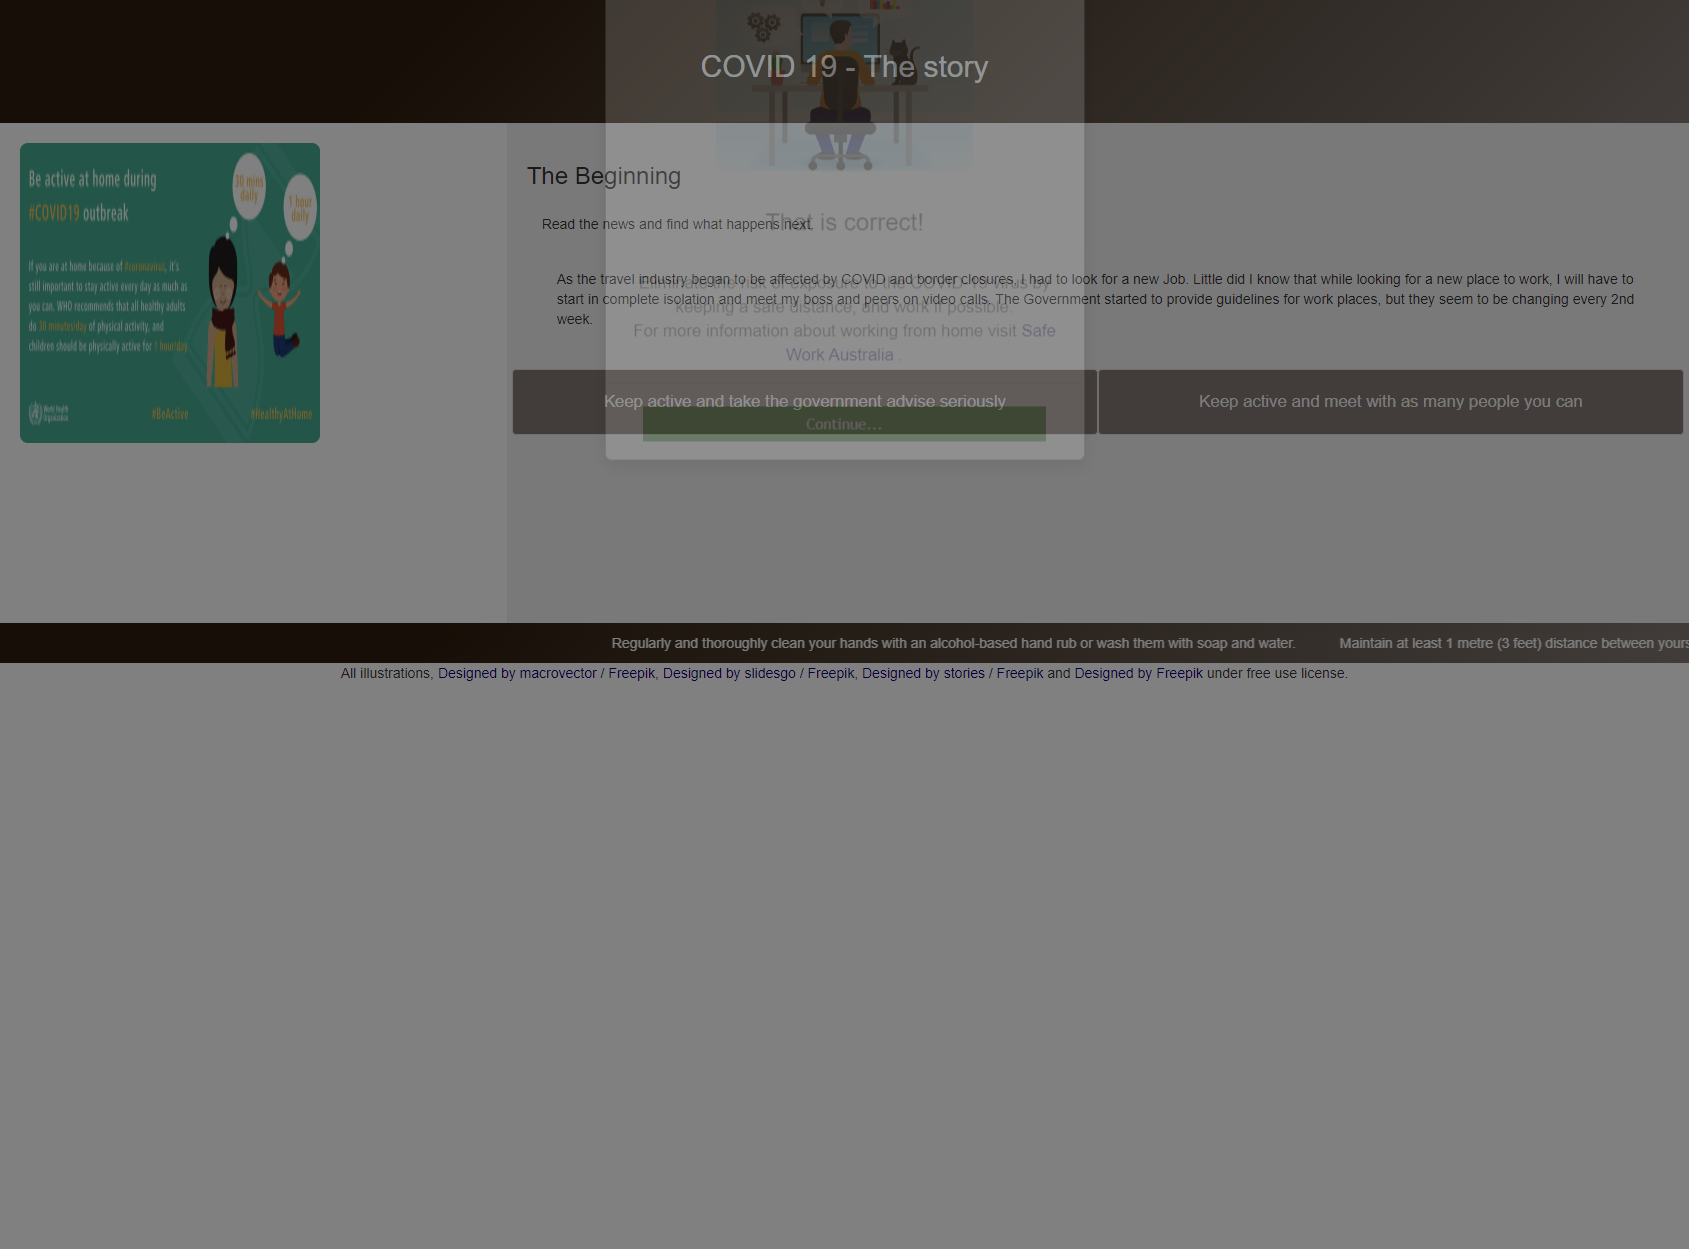 COVID 19 - The story
Be active at home during
#COVID19 outbreak
30 mins
daily
1 hour
daily
If you are at home because of #coronavirus, it's
still important to stay active every day as much as
you can. WHO recommends that all healthy adults
do 30 minutes/day of physical activity, and
children should be physically active for 1 hour/day
World Health
Organization
#BeActive
#HealthyAtHome
The Beginning
Read the news and find what happens next.
As the travel industry began to be affected by COVID and border closures, I had to look for a new Job. Little did I know that while looking for a new place to work, I will have to
start in complete isolation and meet my boss and peers on video calls. The Government started to provide guidelines for work places, but they seem to be changing every 2nd
week.
That is correct!
Eliminate the risk of exposure to the COVID-19 virus by
keeping a safe distance, and work if possible.
For more information about working from home visit Safe
Work Australia .
Continue...
Keep active and take the government advise seriously
Keep active and meet with as many people you can
Regularly and thoroughly clean your hands with an alcohol-based hand rub or wash them with soap and water.
Maintain at least 1 metre (3 feet) distance between yours
All illustrations, Designed by macrovector / Freepik, Designed by slidesgo / Freepik, Designed by stories / Freepik and Designed by Freepik under free use license.